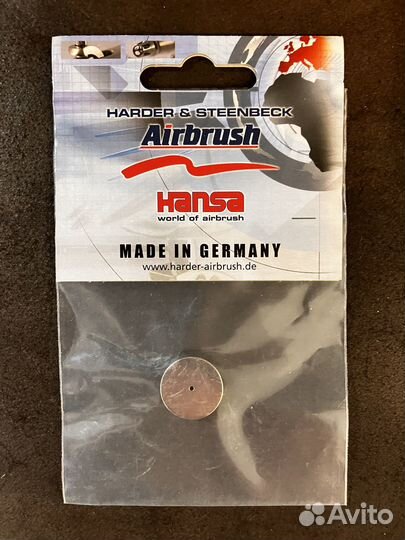 HARDER & STEENBECK
Airbrush
Hansa
world of airbrush
MADE IN GERMANY
www.harder-airbrush.de
Avito